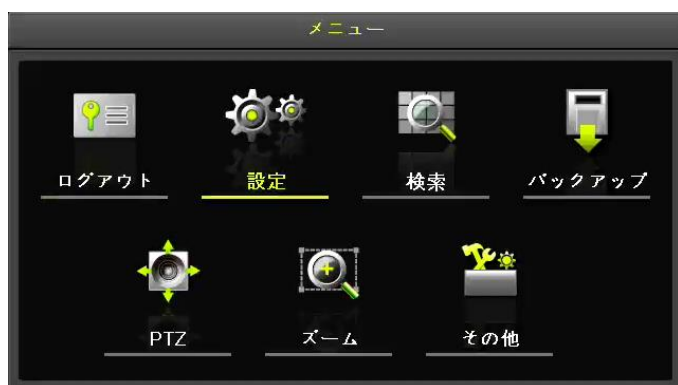 メニュー
ログアウト
設定
検索
バックアップ
PTZ
ズーム
その他